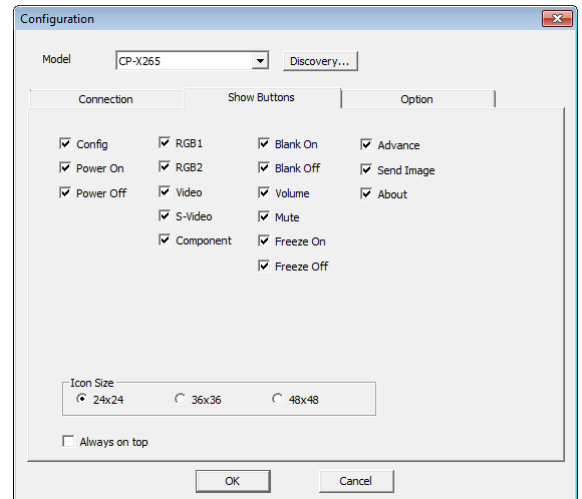 Configuration
Model CP-X265 Discovery...
Connection Show Buttons Option
Config RGB1 Blank On Advance
Power On RGB2 Blank Off Send Image
Power Off Video Volume About
S-Video Mute
Component Freeze On
Freeze Off
Icon Size
24x24 36x36 48x48
Always on top
OK Cancel